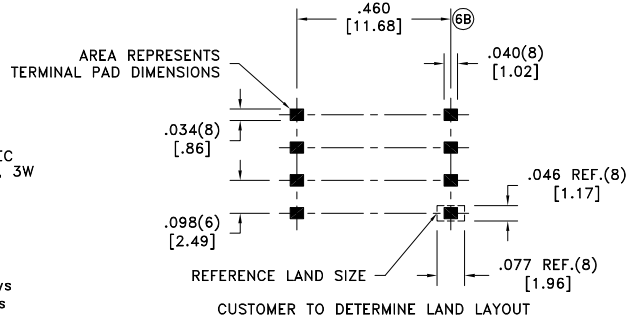 .460
[11.68]
6B
AREA REPRESENTS
TERMINAL PAD DIMENSIONS
.040(8)
[1.02]
.034(8)
[.86]
3W
.046 REF.(8)
[1.17]
.098(6)
[2.49]
REFERENCE LAND SIZE
.077 REF.(8)
[1.96]
CUSTOMER TO DETERMINE LAND LAYOUT